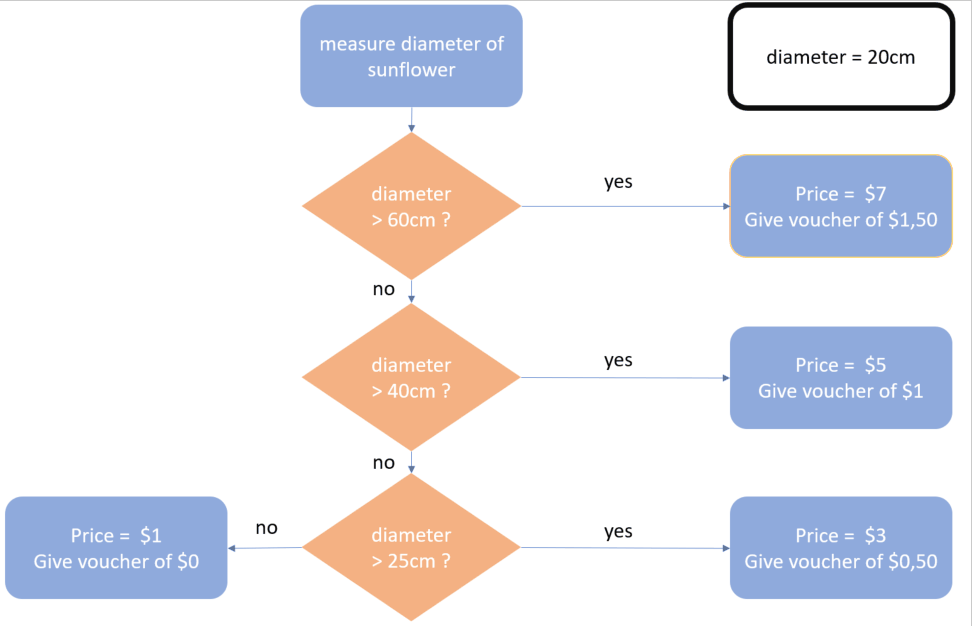 measure diameter of
sunflower
diameter = 20cm
diameter
> 60cm ?
yes
Price =  $7
Give voucher of $1,50
no
diameter
> 40cm ?
yes
Price =  $5
Give voucher of $1
no
diameter
> 25cm ?
yes
Price =  $3
Give voucher of $0,50
no
Price =  $1
Give voucher of $0